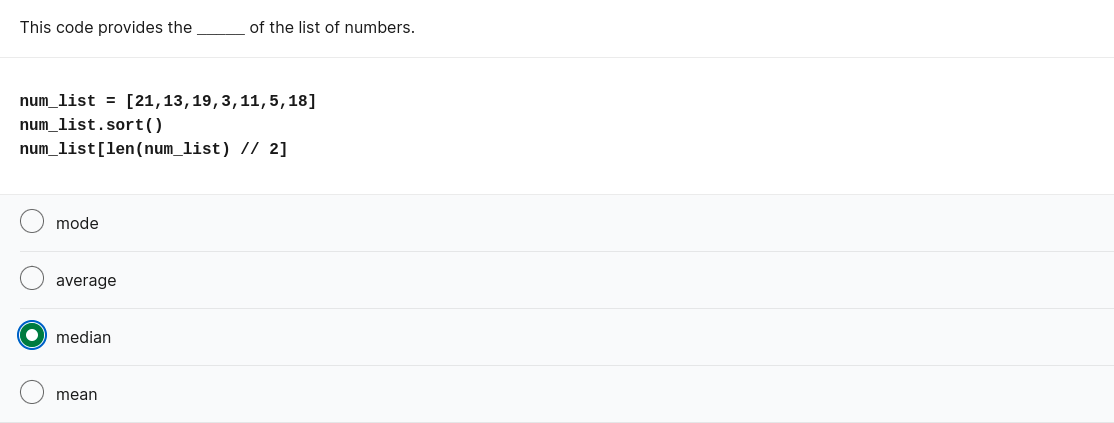 This code provides the _____ of the list of numbers.
num_list = [21,13,19,3,11,5,18]
num_list.sort()
num_list[len(num_list) // 2]
mode
average
median
mean